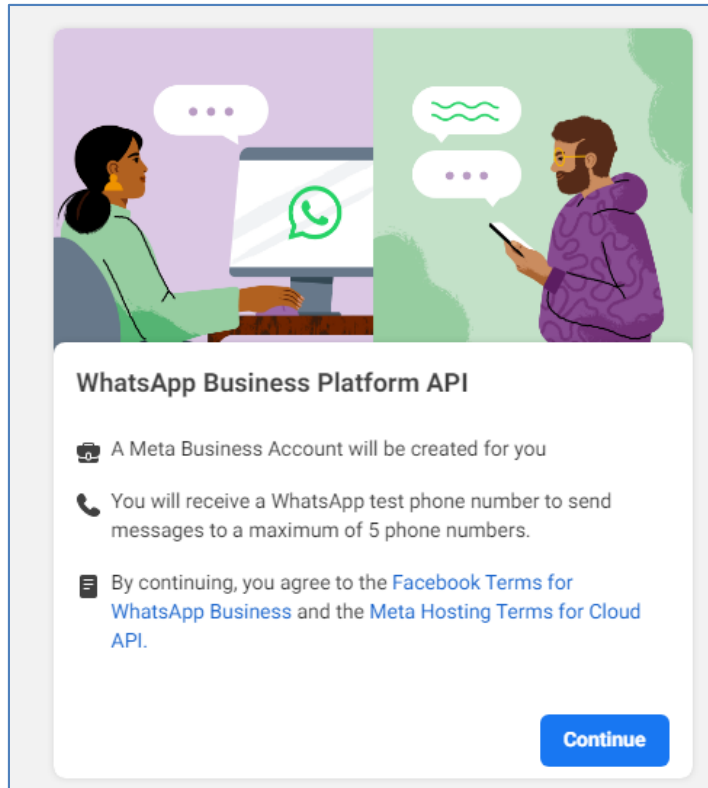 WhatsApp Business Platform API
A Meta Business Account will be created for you
You will receive a WhatsApp test phone number to send
messages to a maximum of 5 phone numbers.
By continuing, you agree to the Facebook Terms for
WhatsApp Business and the Meta Hosting Terms for Cloud
API.
Continue